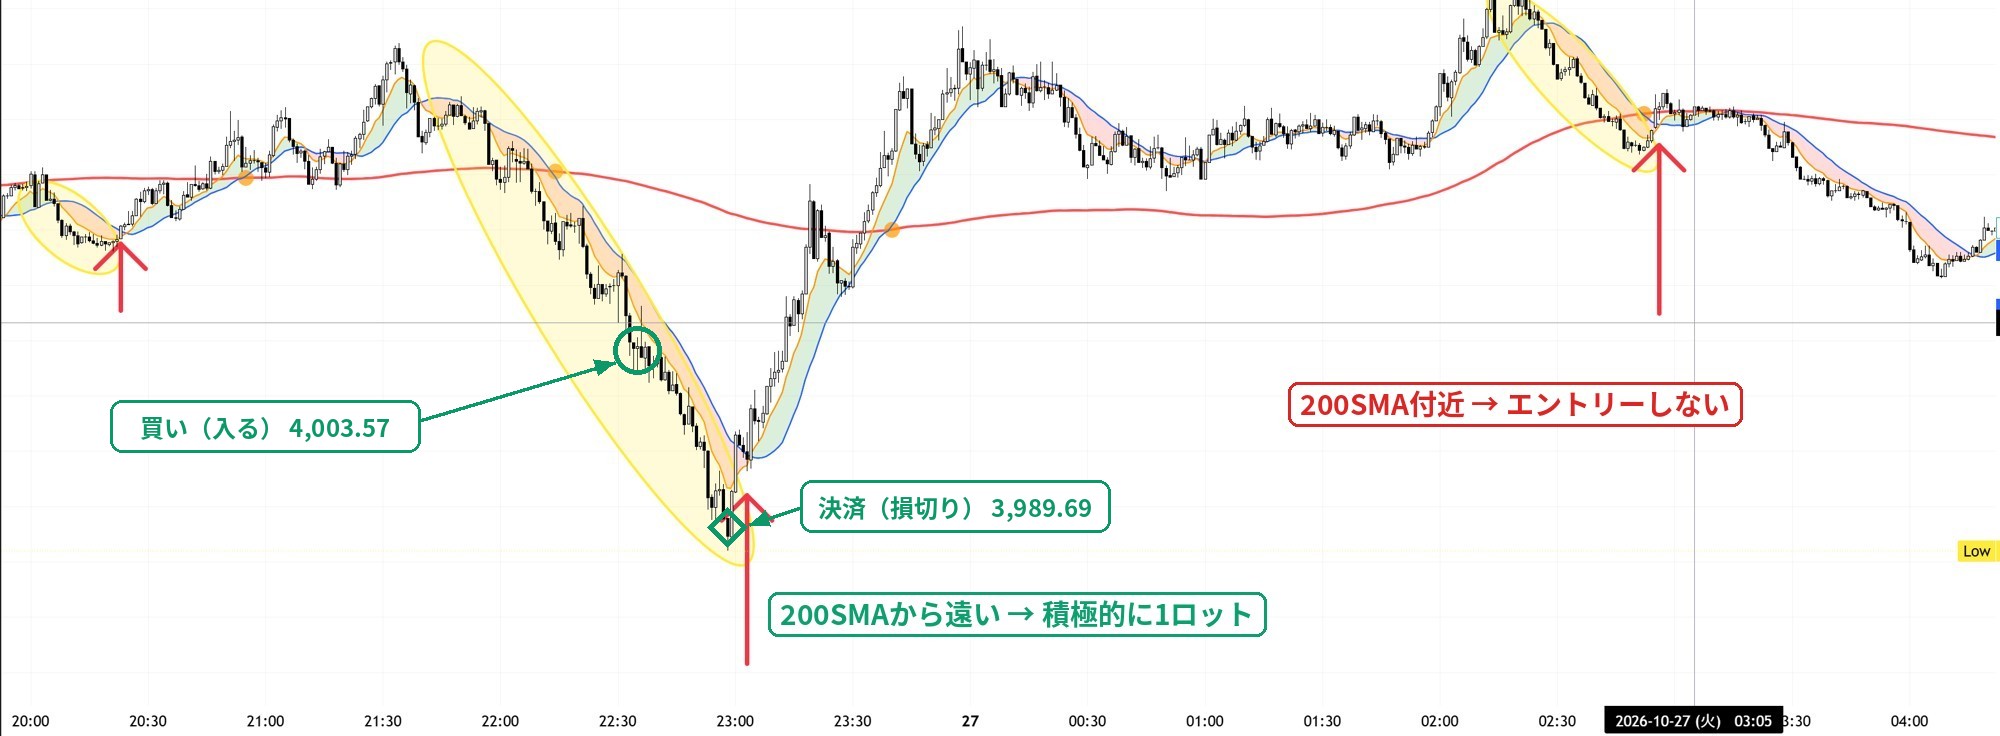 買い（入る） 4,003.57
200SMA付近 → エントリーしない
決済（損切り） 3,989.69
Low
200SMAから遠い → 積極的に1ロット
20:00 20:30 21:00 21:30 22:00 22:30 23:00 23:30 27 00:30 01:00 01:30 02:00 02:30 2026-10-27 (火) 03:05 3:30 04:00